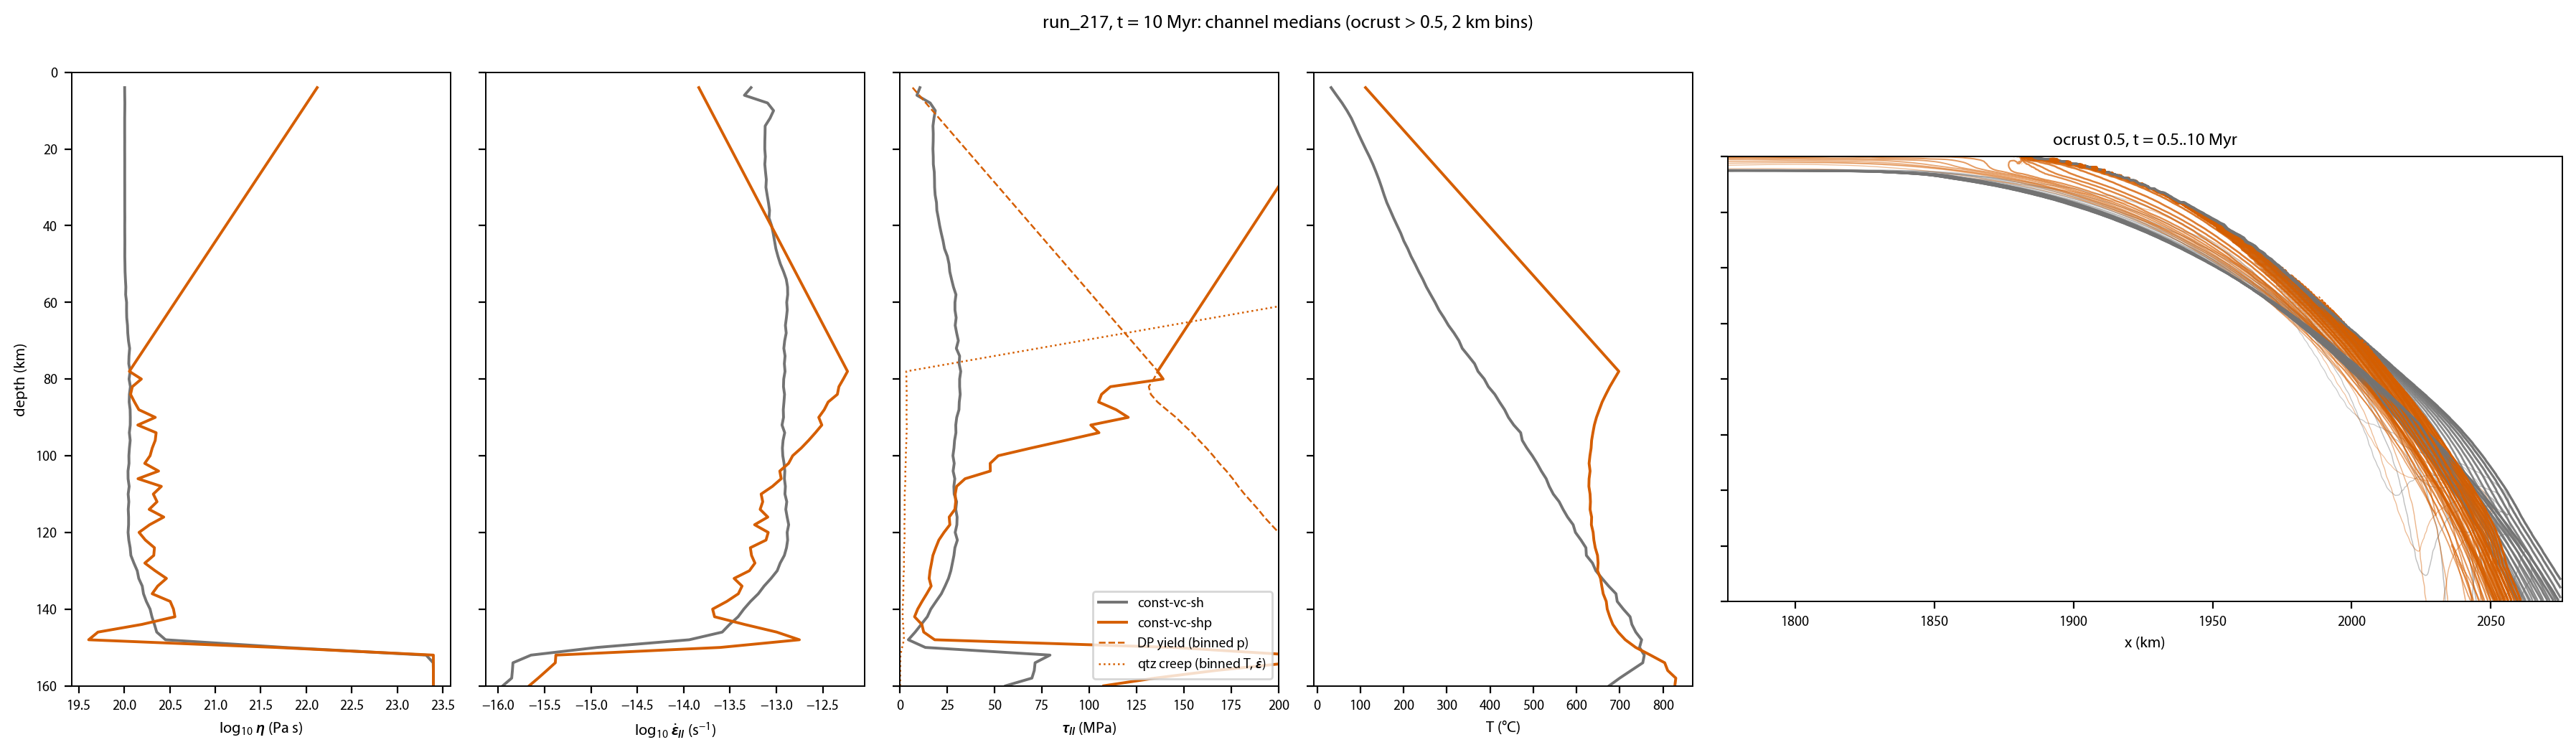 run_217, t = 10 Myr: channel medians (ocrust > 0.5, 2 km bins)
ocrust 0.5, t = 0.5..10 Myr
depth (km)
0
20
40
60
80
100
120
140
160
19.5 20.0 20.5 21.0 21.5 22.0 22.5 23.0 23.5
log₁₀ η (Pa s)
−16.0 −15.5 −15.0 −14.5 −14.0 −13.5 −13.0 −12.5
log₁₀ ε̇_II (s⁻¹)
const-vc-sh
const-vc-shp
DP yield (binned p)
qtz creep (binned T, ε̇)
0 25 50 75 100 125 150 175 200
τ_II (MPa)
0 100 200 300 400 500 600 700 800
T (°C)
1800 1850 1900 1950 2000 2050
x (km)